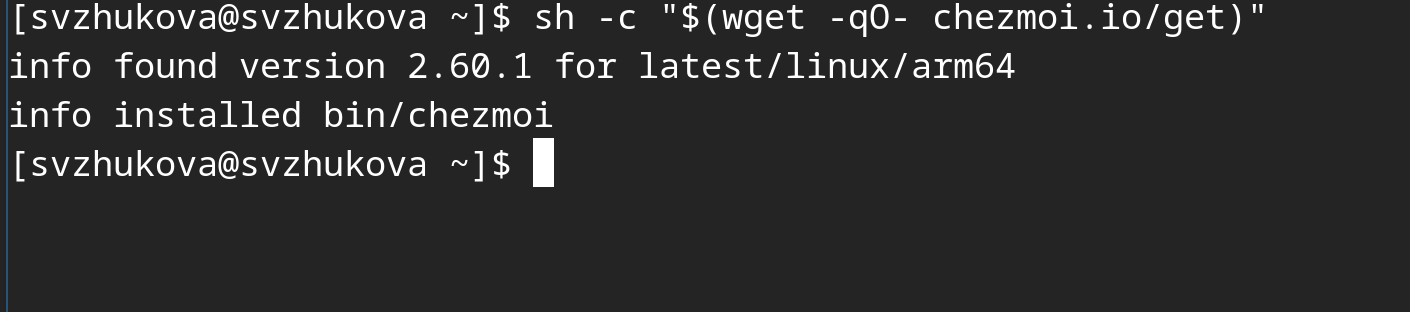 [svzhukova@svzhukova ~]$ sh -c "$(wget -qO- chezmoi.io/get)"
info found version 2.60.1 for latest/linux/arm64
info installed bin/chezmoi
[svzhukova@svzhukova ~]$